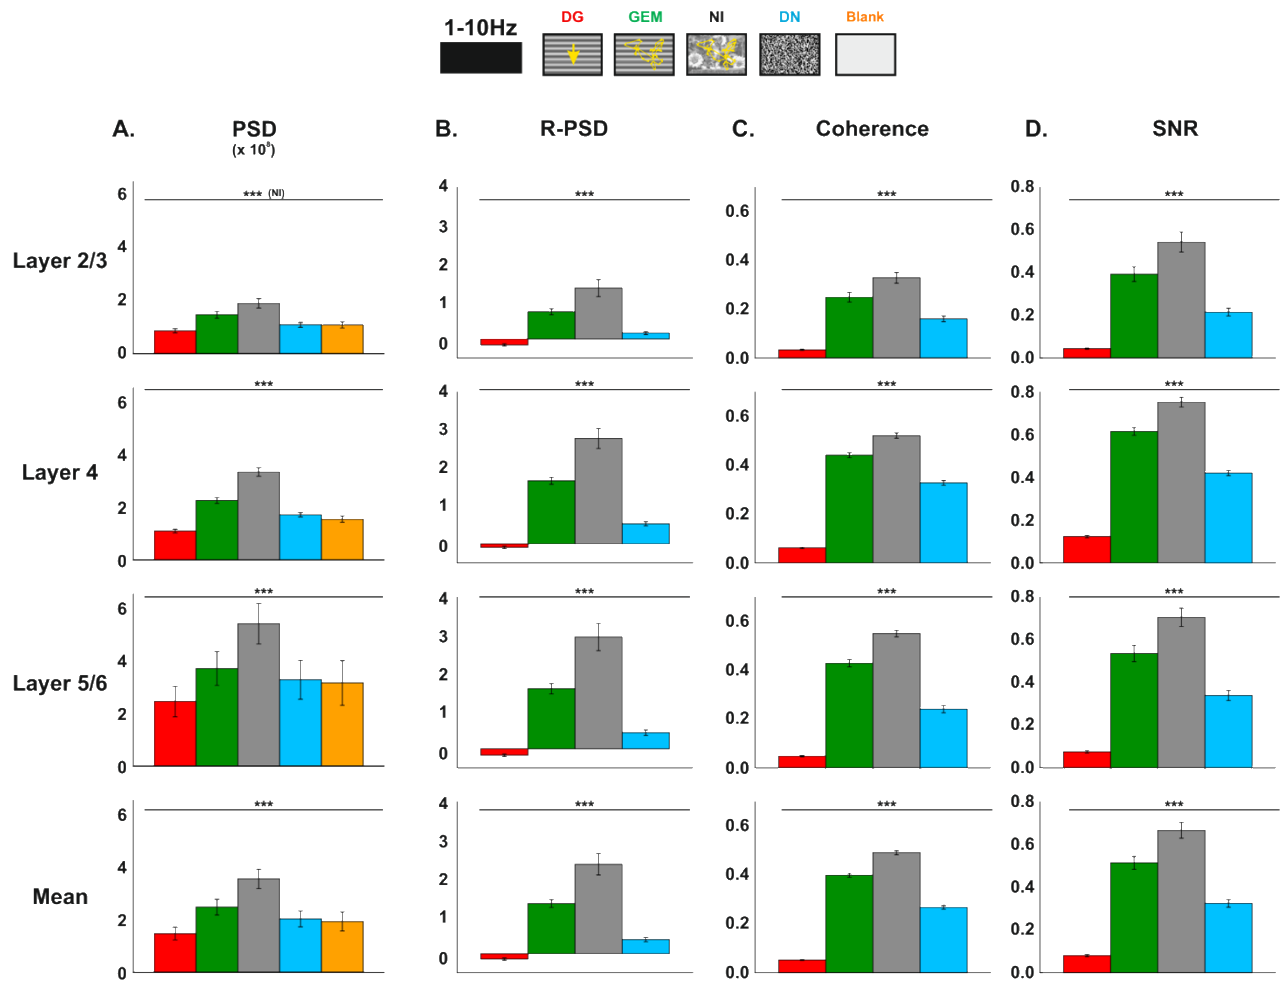 1-10Hz DG GEM NI DN Blank
A. PSD B. R-PSD C. Coherence D. SNR
(x 10⁸)
Layer 2/3
6 4 2 0
*** (NI)
4 3 2 1 0
***
0.6 0.4 0.2 0.0
***
0.8 0.6 0.4 0.2 0.0
***
Layer 4
6 4 2 0
***
4 3 2 1 0
***
0.6 0.4 0.2 0.0
***
0.8 0.6 0.4 0.2 0.0
***
Layer 5/6
6 4 2 0
***
4 3 2 1 0
***
0.6 0.4 0.2 0.0
***
0.8 0.6 0.4 0.2 0.0
***
Mean
6 4 2 0
***
4 3 2 1 0
***
0.6 0.4 0.2 0.0
***
0.8 0.6 0.4 0.2 0.0
***